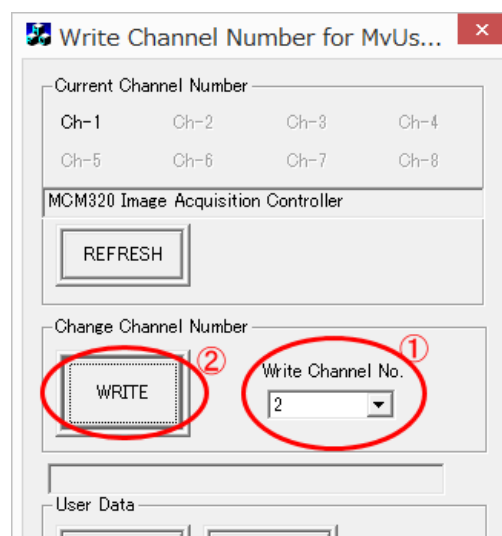 Write Channel Number for MvUs...
×
Current Channel Number
Ch-1 Ch-2 Ch-3 Ch-4
Ch-5 Ch-6 Ch-7 Ch-8
MCM320 Image Acquisition Controller
REFRESH
Change Channel Number
②
①
WRITE
Write Channel No.
2
User Data